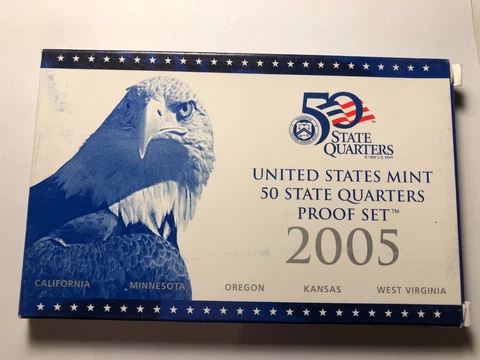 50
STATE
QUARTERS
UNITED STATES MINT
50 STATE QUARTERS
PROOF SET™
2005
CALIFORNIA MINNESOTA OREGON KANSAS WEST VIRGINIA